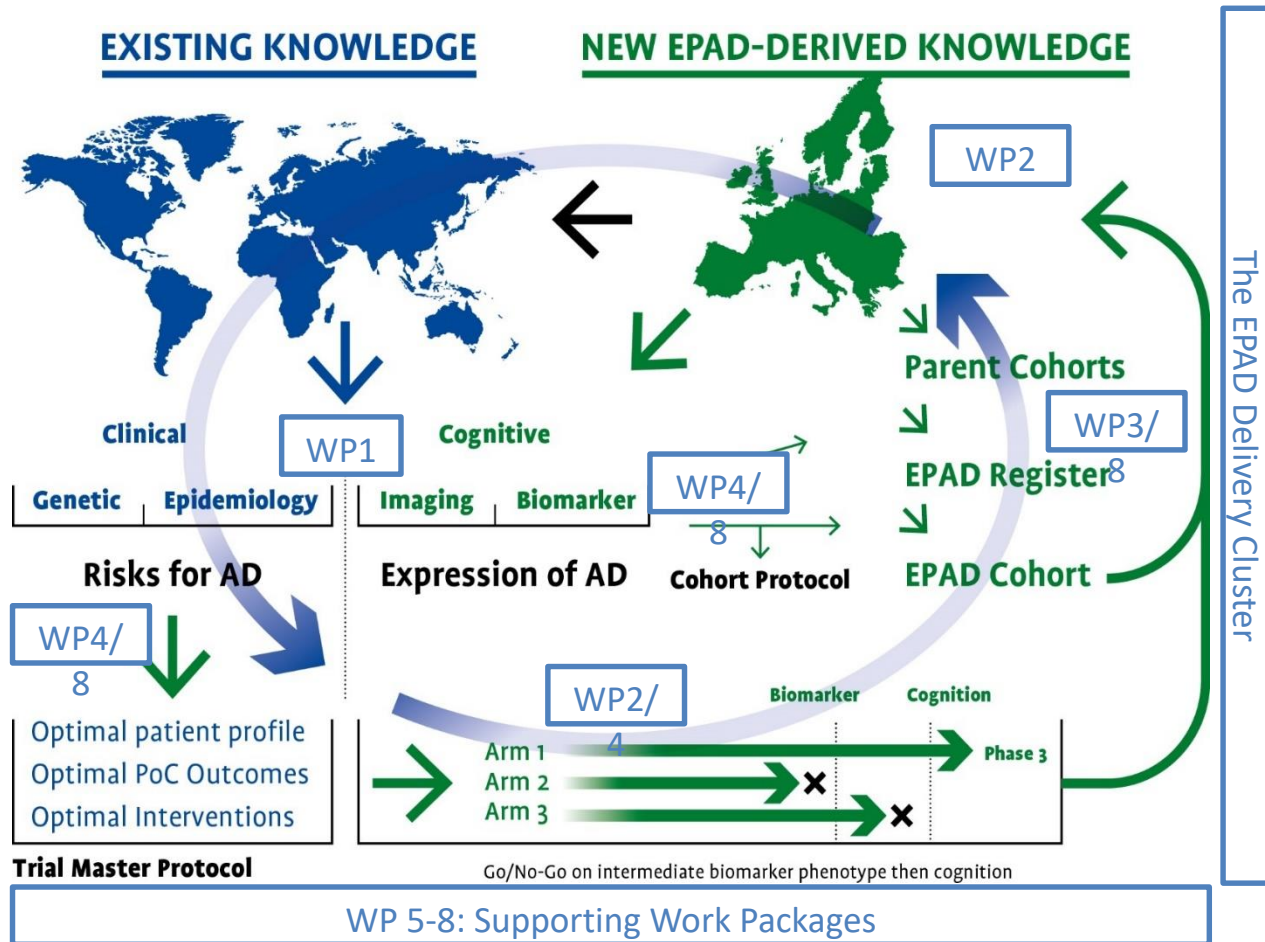 EXISTING KNOWLEDGE
NEW EPAD-DERIVED KNOWLEDGE
WP2
The EPAD Delivery Cluster
Parent Cohorts
Clinical
WP1
Cognitive
WP3/
8
WP4/
8
EPAD Register
Genetic
Epidemiology
Imaging
Biomarker
Risks for AD
Expression of AD
Cohort Protocol
EPAD Cohort
WP4/
8
WP2/
4
Biomarker
Cognition
Optimal patient profile
Optimal PoC Outcomes
Optimal Interventions
Arm 1
Arm 2
Arm 3
Phase 3
Trial Master Protocol
Go/No-Go on intermediate biomarker phenotype then cognition
WP 5-8: Supporting Work Packages